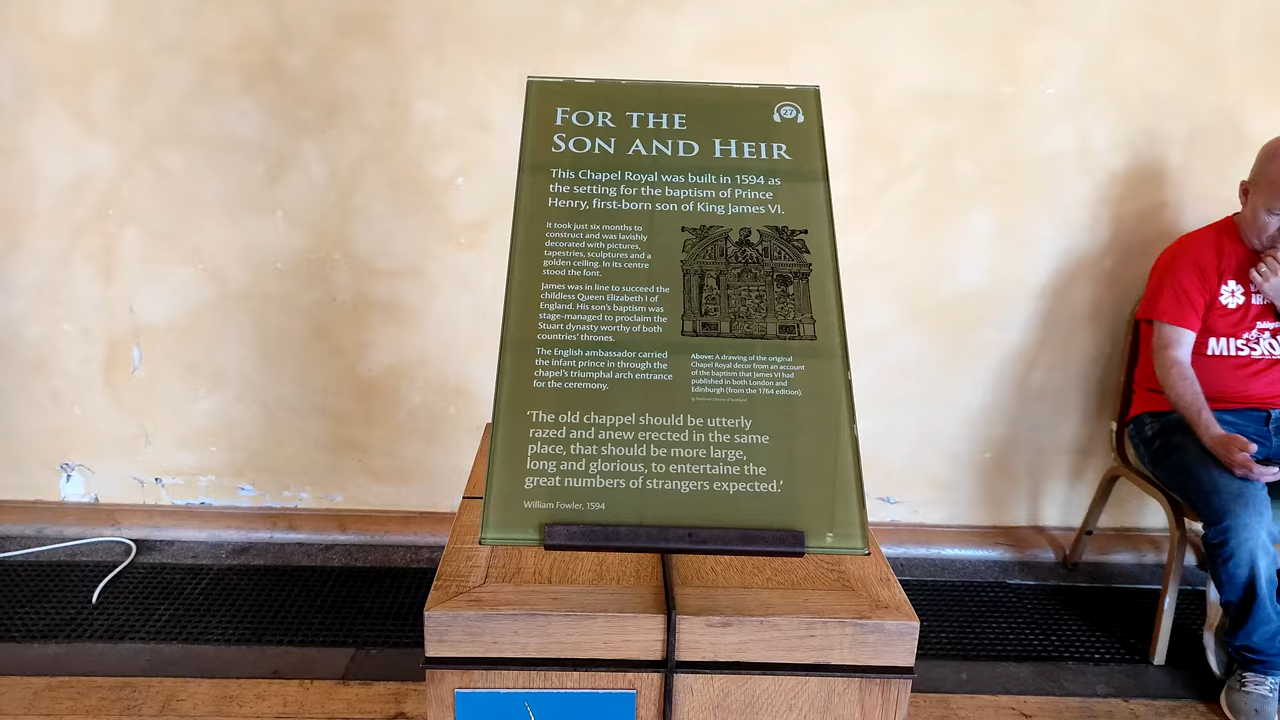 FOR THE
SON AND HEIR
27
This Chapel Royal was built in 1594 as
the setting for the baptism of Prince
Henry, first-born son of King James VI.
It took just six months to
construct and was lavishly
decorated with pictures,
tapestries, sculptures and a
golden ceiling. In its centre
stood the font.
James was in line to succeed the
childless Queen Elizabeth I of
England. His son's baptism was
stage-managed to proclaim the
Stuart dynasty worthy of both
countries' thrones.
The English ambassador carried
the infant prince in through the
chapel's triumphal arch entrance
for the ceremony.
Above: A drawing of the original
Chapel Royal decor from an account
of the baptism that James VI had
published in both London and
Edinburgh (from the 1764 edition).
© National Library of Scotland
'The old chappel should be utterly
razed and anew erected in the same
place, that should be more large,
long and glorious, to entertaine the
great numbers of strangers expected.'
William Fowler, 1594